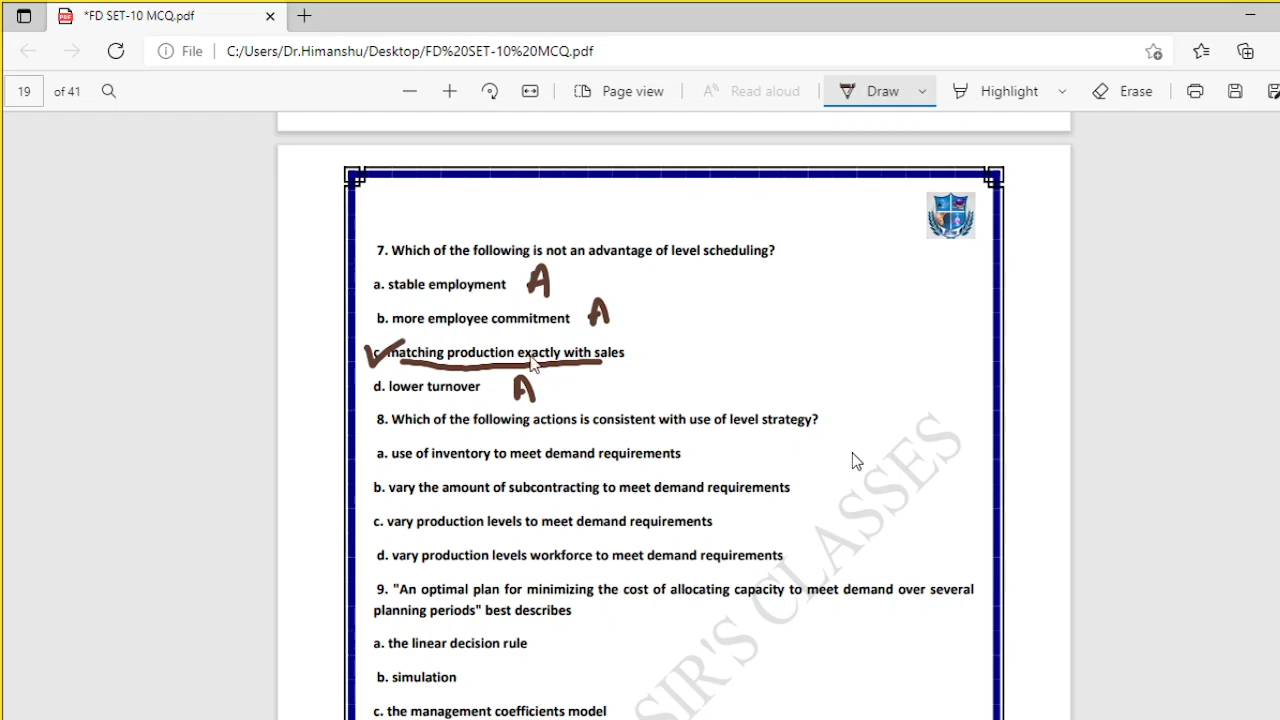 *FD SET-10 MCQ.pdf
File C:/Users/Dr.Himanshu/Desktop/FD%20SET-10%20MCQ.pdf
19 of 41 Page view Read aloud Draw Highlight Erase
7. Which of the following is not an advantage of level scheduling?
a. stable employment A
b. more employee commitment A
c. matching production exactly with sales
d. lower turnover A
8. Which of the following actions is consistent with use of level strategy?
a. use of inventory to meet demand requirements
b. vary the amount of subcontracting to meet demand requirements
c. vary production levels to meet demand requirements
d. vary production levels workforce to meet demand requirements
9. "An optimal plan for minimizing the cost of allocating capacity to meet demand over several
planning periods" best describes
a. the linear decision rule
b. simulation
c. the management coefficients model
SIR'S CLASSES